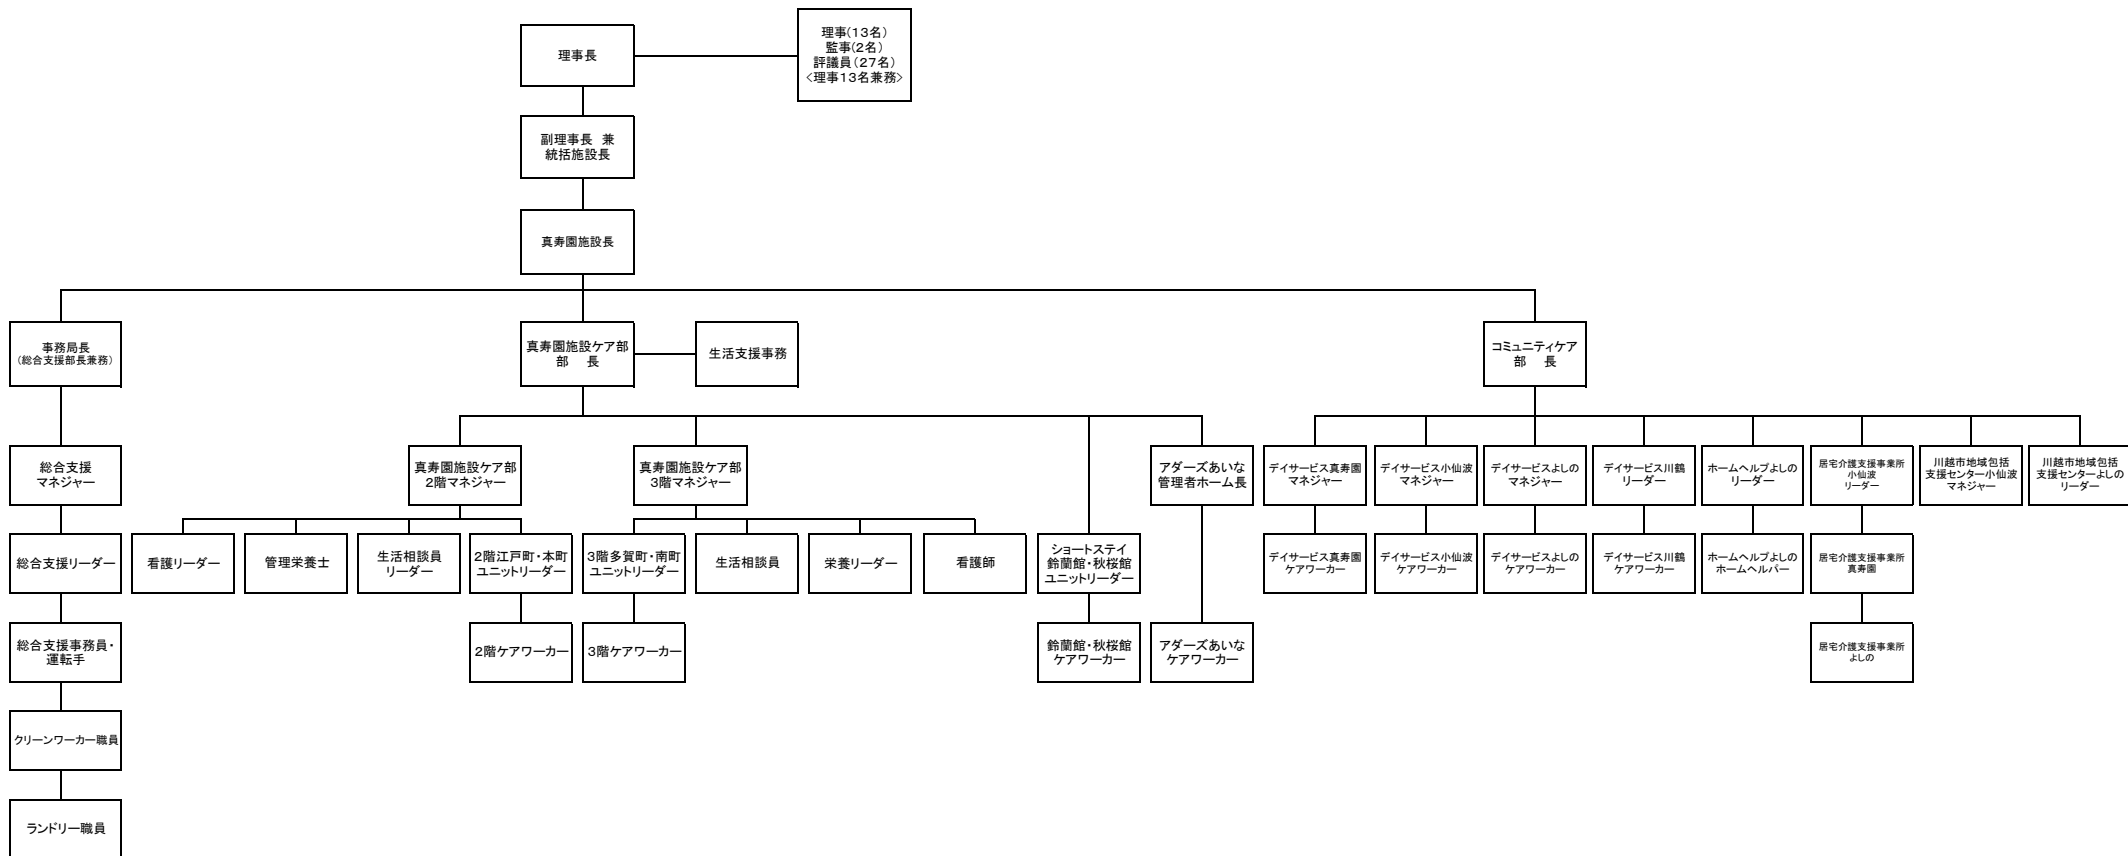 理事長
理事(13名)
監事(2名)
評議員(27名)
<理事13名兼務>
副理事長 兼
統括施設長
真寿園施設長
事務局長
(総合支援部長兼務)
真寿園施設ケア部
部 長
生活支援事務
コミュニティケア
部 長
総合支援
マネジャー
真寿園施設ケア部
2階マネジャー
真寿園施設ケア部
3階マネジャー
アダーズあいな
管理者ホーム長
デイサービス真寿園
マネジャー
デイサービス小仙波
マネジャー
デイサービスよしの
マネジャー
デイサービス川鶴
リーダー
ホームヘルプよしの
リーダー
居宅介護支援事業所
小仙波
リーダー
川越市地域包括
支援センター小仙波
マネジャー
川越市地域包括
支援センターよしの
リーダー
総合支援リーダー
看護リーダー
管理栄養士
生活相談員
リーダー
2階江戸町・本町
ユニットリーダー
3階多賀町・南町
ユニットリーダー
生活相談員
栄養リーダー
看護師
ショートステイ
鈴蘭館・秋桜館
ユニットリーダー
デイサービス真寿園
ケアワーカー
デイサービス小仙波
ケアワーカー
デイサービスよしの
ケアワーカー
デイサービス川鶴
ケアワーカー
ホームヘルプよしの
ホームヘルパー
居宅介護支援事業所
真寿園
総合支援事務員・
運転手
2階ケアワーカー
3階ケアワーカー
鈴蘭館・秋桜館
ケアワーカー
アダーズあいな
ケアワーカー
居宅介護支援事業所
よしの
クリーンワーカー職員
ランドリー職員